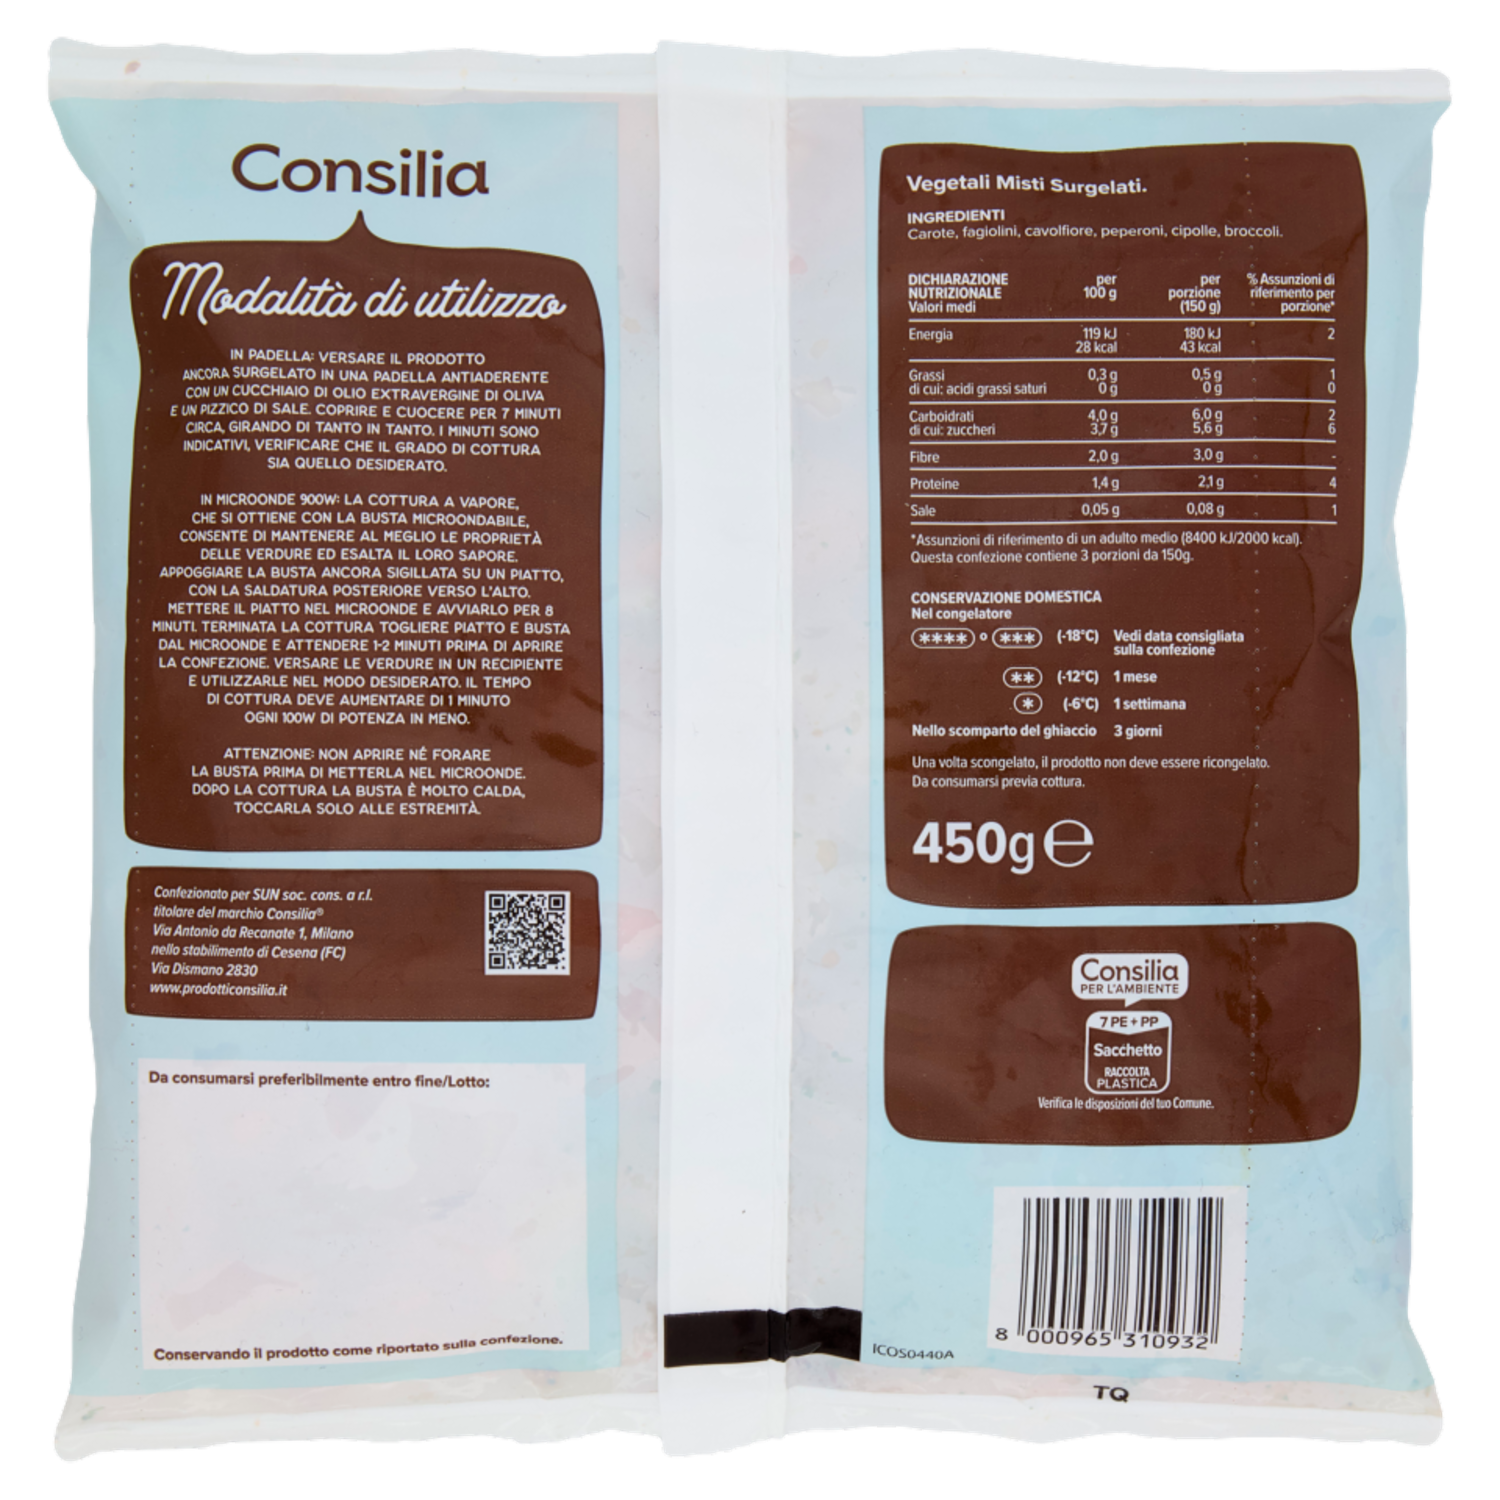 Consilia
Modalità di utilizzo
IN PADELLA: VERSARE IL PRODOTTO
ANCORA SURGELATO IN UNA PADELLA ANTIADERENTE
CON UN CUCCHIAIO DI OLIO EXTRAVERGINE DI OLIVA
E UN PIZZICO DI SALE. COPRIRE E CUOCERE PER 7 MINUTI
CIRCA, GIRANDO DI TANTO IN TANTO. I MINUTI SONO
INDICATIVI, VERIFICARE CHE IL GRADO DI COTTURA
SIA QUELLO DESIDERATO.
IN MICROONDE 900W: LA COTTURA A VAPORE,
CHE SI OTTIENE CON LA BUSTA MICROONDABILE,
CONSENTE DI MANTENERE AL MEGLIO LE PROPRIETÀ
DELLE VERDURE ED ESALTA IL LORO SAPORE.
APPOGGIARE LA BUSTA ANCORA SIGILLATA SU UN PIATTO,
CON LA SALDATURA POSTERIORE VERSO L'ALTO.
METTERE IL PIATTO NEL MICROONDE E AVVIARLO PER 8
MINUTI. TERMINATA LA COTTURA TOGLIERE PIATTO E BUSTA
DAL MICROONDE E ATTENDERE 1-2 MINUTI PRIMA DI APRIRE
LA CONFEZIONE. VERSARE LE VERDURE IN UN RECIPIENTE
E UTILIZZARLE NEL MODO DESIDERATO. IL TEMPO
DI COTTURA DEVE AUMENTARE DI 1 MINUTO
OGNI 100W DI POTENZA IN MENO.
ATTENZIONE: NON APRIRE NÉ FORARE
LA BUSTA PRIMA DI METTERLA NEL MICROONDE.
DOPO LA COTTURA LA BUSTA È MOLTO CALDA,
TOCCARLA SOLO ALLE ESTREMITÀ.
Confezionato per SUN soc. cons. a r.l.
titolare del marchio Consilia®
Via Antonio da Recanate 1, Milano
nello stabilimento di Cesena (FC)
Via Dismano 2830
www.prodotticonsilia.it
Da consumarsi preferibilmente entro fine/Lotto:
Conservando il prodotto come riportato sulla confezione.
Vegetali Misti Surgelati.
INGREDIENTI
Carote, fagiolini, cavolfiore, peperoni, cipolle, broccoli.
DICHIARAZIONE NUTRIZIONALE Valori medi per 100 g per porzione (150 g) % Assunzioni di riferimento per porzione*
Energia 119 kJ 180 kJ 2
28 kcal 43 kcal
Grassi 0,3 g 0,5 g 1
di cui: acidi grassi saturi 0 g 0 g 0
Carboidrati 4,0 g 6,0 g 2
di cui: zuccheri 3,7 g 5,6 g 6
Fibre 2,0 g 3,0 g -
Proteine 1,4 g 2,1 g 4
Sale 0,05 g 0,08 g 1
*Assunzioni di riferimento di un adulto medio (8400 kJ/2000 kcal).
Questa confezione contiene 3 porzioni da 150g.
CONSERVAZIONE DOMESTICA
Nel congelatore
**** o *** (-18°C) Vedi data consigliata
sulla confezione
** (-12°C) 1 mese
* (-6°C) 1 settimana
Nello scomparto del ghiaccio 3 giorni
Una volta scongelato, il prodotto non deve essere ricongelato.
Da consumarsi previa cottura.
450g ℮
Consilia
PER L'AMBIENTE
7 PE + PP
Sacchetto
RACCOLTA
PLASTICA
Verifica le disposizioni del tuo Comune.
8 000965 310932
ICOS0440A
TQ